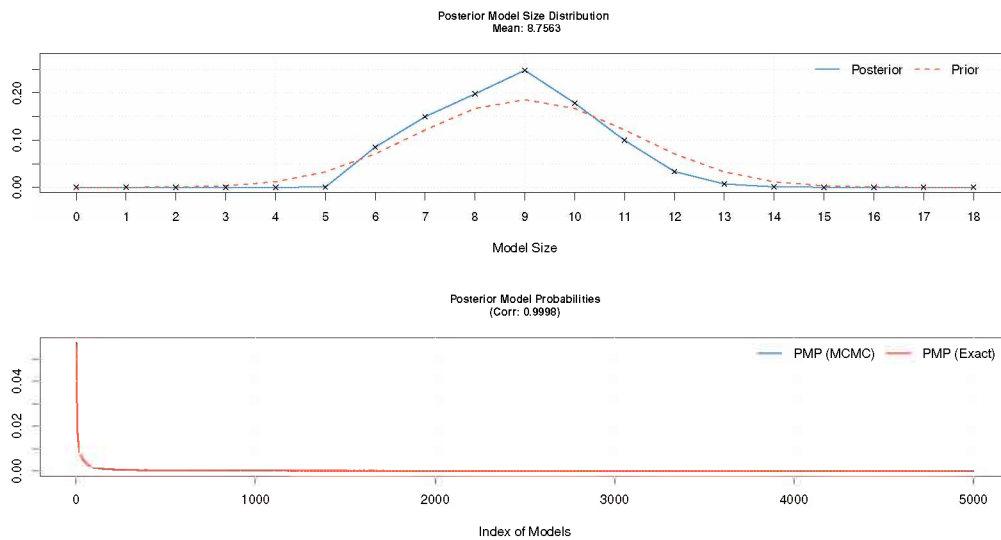 Posterior Model Size Distribution
Mean: 8.7563
Posterior Prior
0.00 0.10 0.20
0 1 2 3 4 5 6 7 8 9 10 11 12 13 14 15 16 17 18
Model Size
Posterior Model Probabilities
(Corr: 0.9998)
PMP (MCMC) PMP (Exact)
0.00 0.02 0.04
0 1000 2000 3000 4000 5000
Index of Models